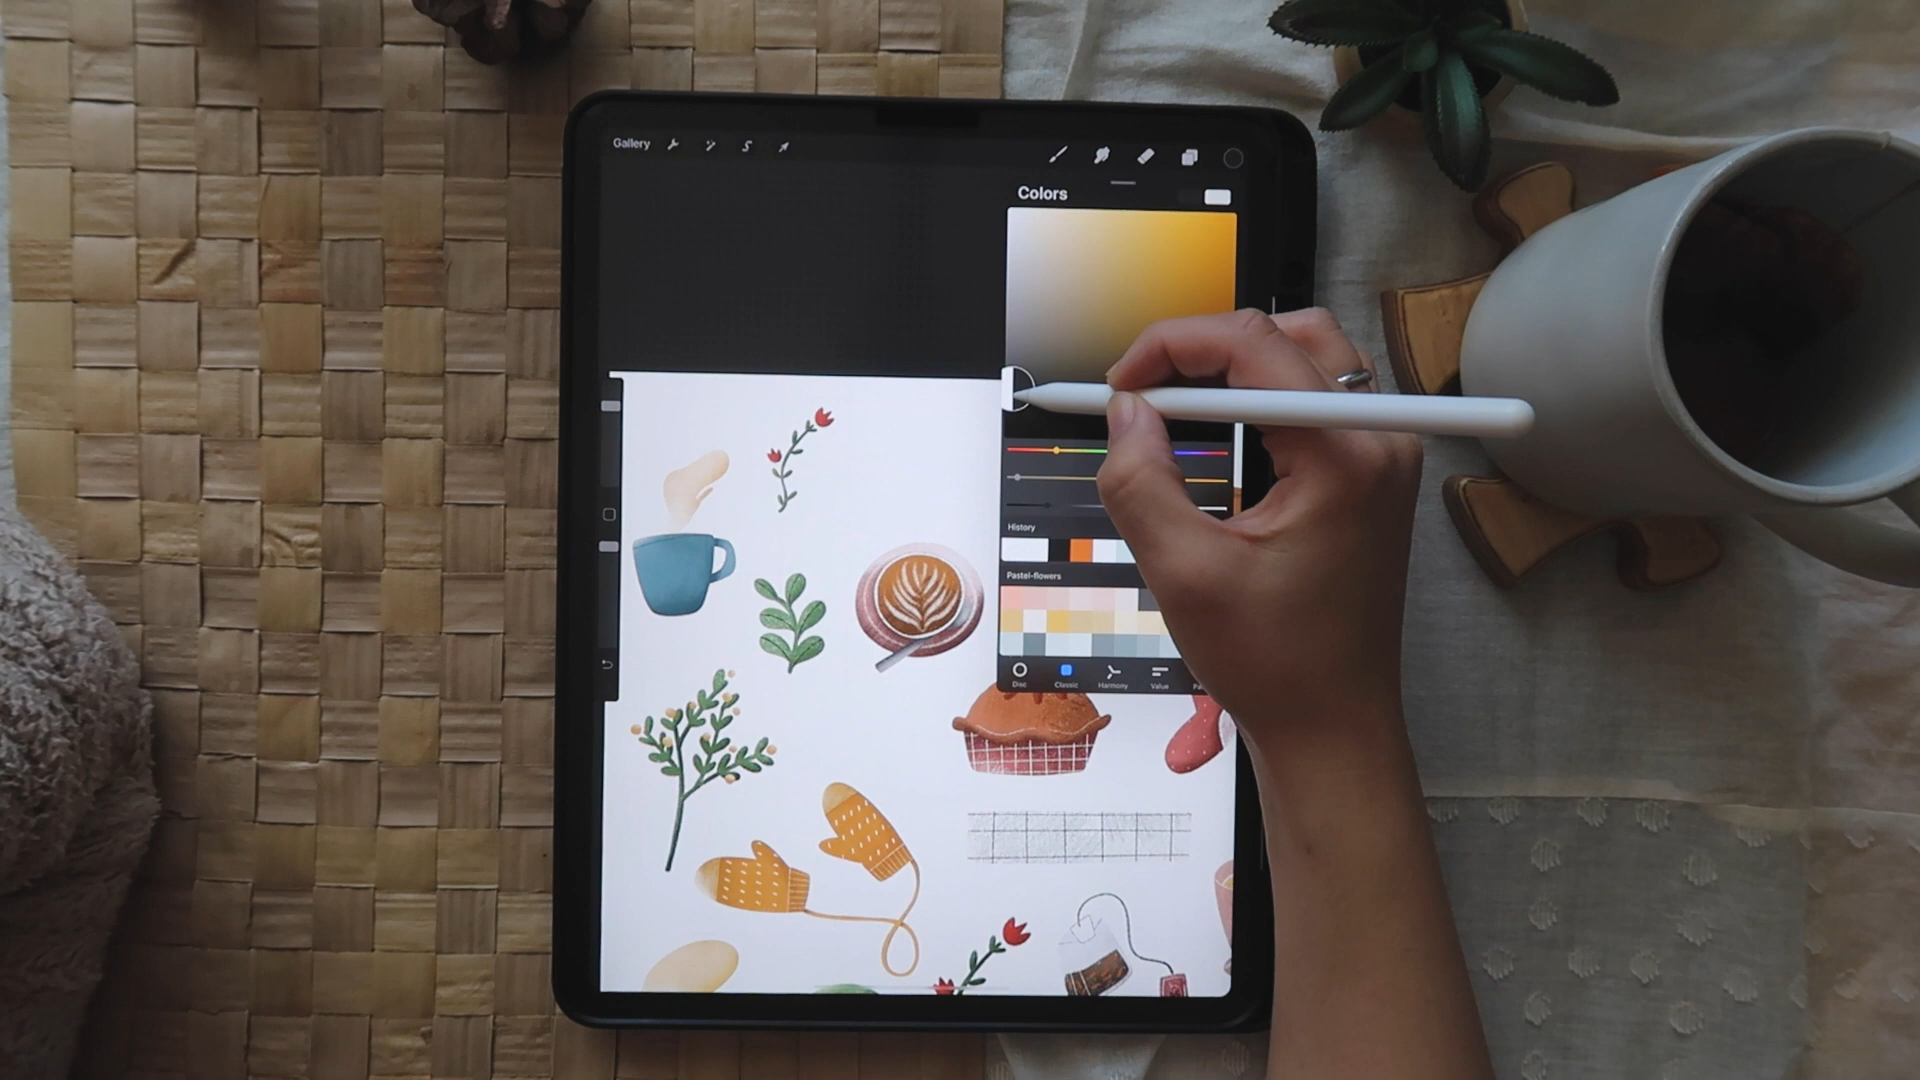 Gallery
Colors
History
Pastel-flowers
Disc
Classic
Harmony
Value